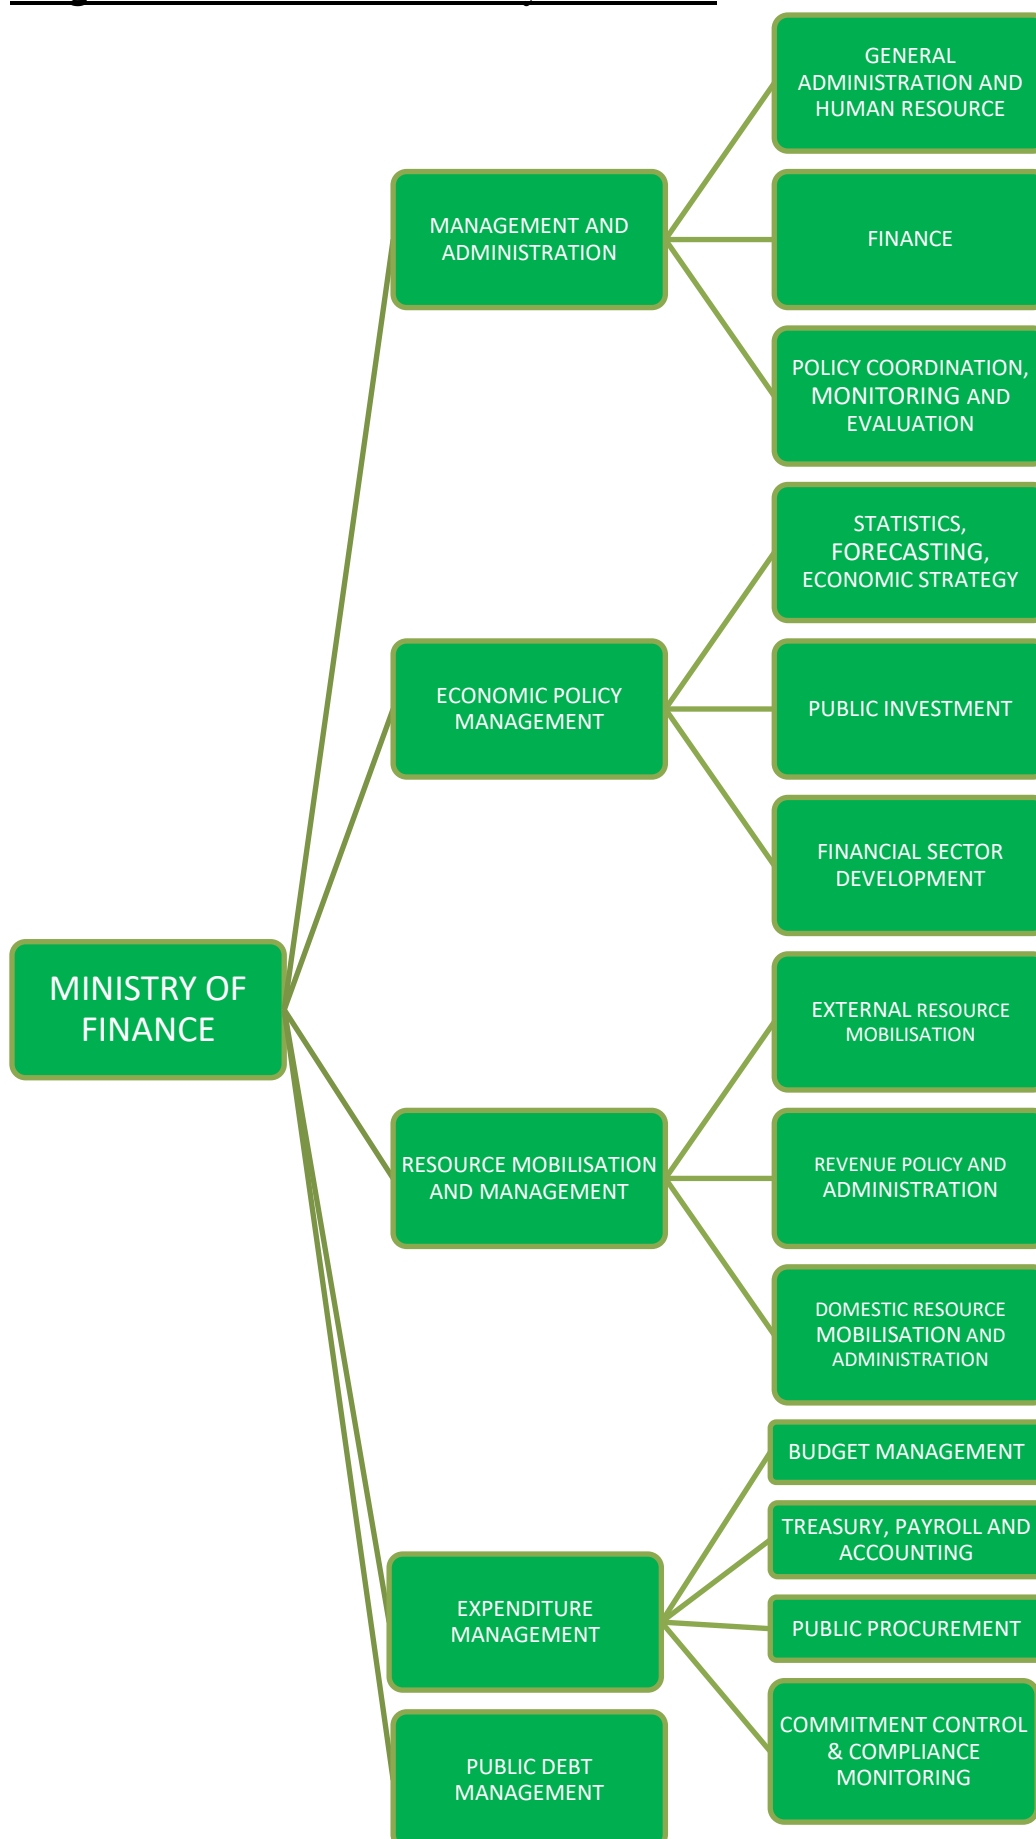 GENERAL
ADMINISTRATION AND
HUMAN RESOURCE
MANAGEMENT AND
ADMINISTRATION
FINANCE
POLICY COORDINATION,
MONITORING AND
EVALUATION
STATISTICS,
FORECASTING,
ECONOMIC STRATEGY
ECONOMIC POLICY
MANAGEMENT
PUBLIC INVESTMENT
FINANCIAL SECTOR
DEVELOPMENT
MINISTRY OF
FINANCE
EXTERNAL RESOURCE
MOBILISATION
RESOURCE MOBILISATION
AND MANAGEMENT
REVENUE POLICY AND
ADMINISTRATION
DOMESTIC RESOURCE
MOBILISATION AND
ADMINISTRATION
BUDGET MANAGEMENT
TREASURY, PAYROLL AND
ACCOUNTING
EXPENDITURE
MANAGEMENT
PUBLIC PROCUREMENT
COMMITMENT CONTROL
& COMPLIANCE
MONITORING
PUBLIC DEBT
MANAGEMENT